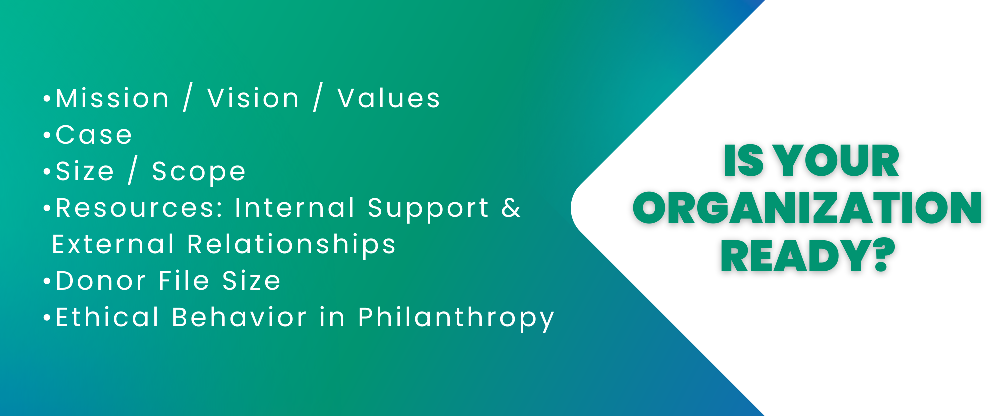 •Mission / Vision / Values
•Case
•Size / Scope
•Resources: Internal Support &
External Relationships
•Donor File Size
•Ethical Behavior in Philanthropy
IS YOUR
ORGANIZATION
READY?